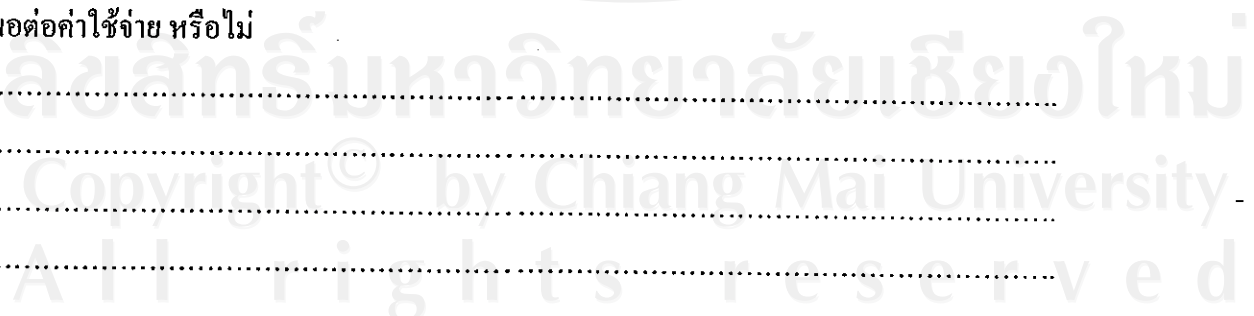 พอต่อค่าใช้จ่าย หรือไม่
ลิขสิทธิ์มหาวิทยาลัยเชียงใหม่
Copyright© by Chiang Mai University
All rights reserved